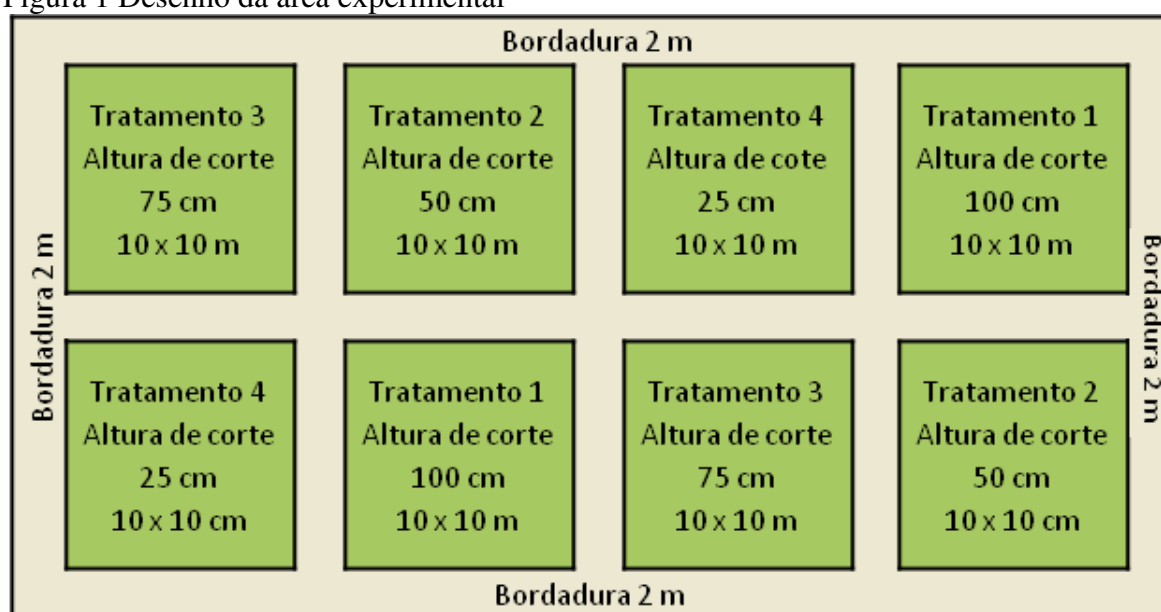 Figura 1 Desenho da área experimental
Bordadura 2 m
Tratamento 3
Altura de corte
75 cm
10 x 10 m
Tratamento 2
Altura de corte
50 cm
10 x 10 m
Tratamento 4
Altura de cote
25 cm
10 x 10 m
Tratamento 1
Altura de corte
100 cm
10 x 10 m
Bordadura 2 m
Bordadura 2 m
Tratamento 4
Altura de corte
25 cm
10 x 10 cm
Tratamento 1
Altura de corte
100 cm
10 x 10 m
Tratamento 3
Altura de corte
75 cm
10 x 10 m
Tratamento 2
Altura de corte
50 cm
10 x 10 cm
Bordadura 2 m